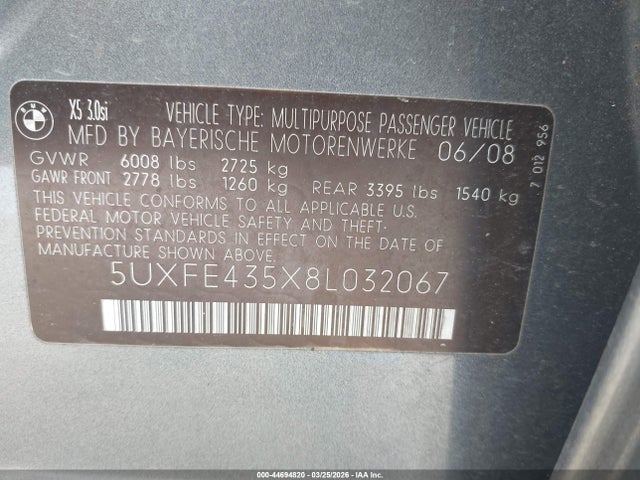 BMW
X5 3.0si
VEHICLE TYPE: MULTIPURPOSE PASSENGER VEHICLE
MFD BY BAYERISCHE MOTORENWERKE 06/08
GVWR 6008 lbs 2725 kg
GAWR FRONT 2778 lbs 1260 kg REAR 3395 lbs 1540 kg
THIS VEHICLE CONFORMS TO ALL APPLICABLE U.S.
FEDERAL MOTOR VEHICLE SAFETY AND THEFT-
PREVENTION STANDARDS IN EFFECT ON THE DATE OF
MANUFACTURE SHOWN ABOVE.
5UXFE435X8L032067
7 012 956
000-44694820 | 03/25/2026 | IAA, Inc.